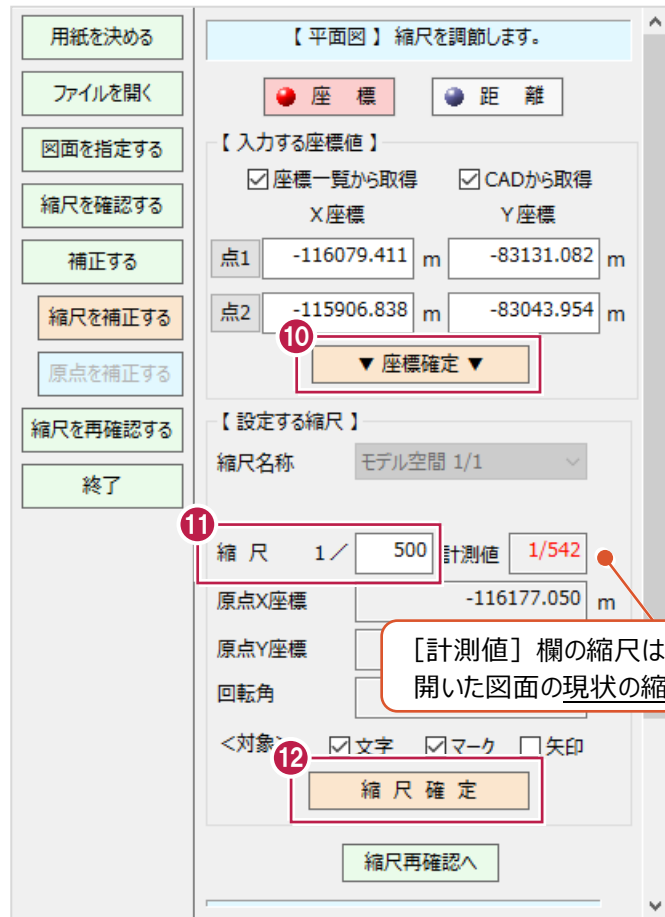 用紙を決める
ファイルを開く
図面を指定する
縮尺を確認する
補正する
縮尺を補正する
原点を補正する
縮尺を再確認する
終了
【 平面図 】 縮尺を調節します。
座 標 距 離
【 入力する座標値 】
座標一覧から取得 CADから取得
X座標 Y座標
点1 -116079.411 m -83131.082 m
点2 -115906.838 m -83043.954 m
10
▼ 座標確定 ▼
【 設定する縮尺 】
縮尺名称 モデル空間 1/1
11
縮 尺 1／ 500 計測値 1/542
原点X座標 -116177.050 m
原点Y座標
［計測値］欄の縮尺は
開いた図面の現状の縮
回転角
<対象> 文字 マーク 矢印
12
縮 尺 確 定
縮尺再確認へ